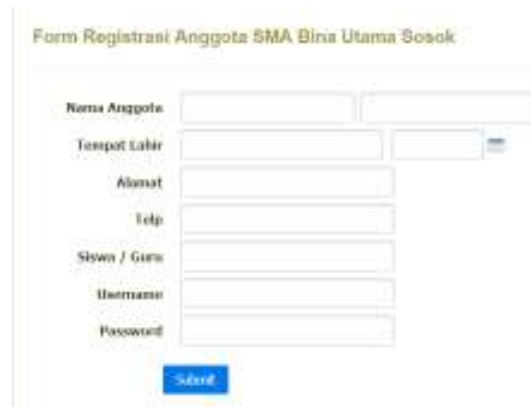 Form Registrasi Anggota SMA Bina Utama Sosok
Nama Anggota
Tempat Lahir
Alamat
Telp
Siswa / Guru
Username
Password
Submit